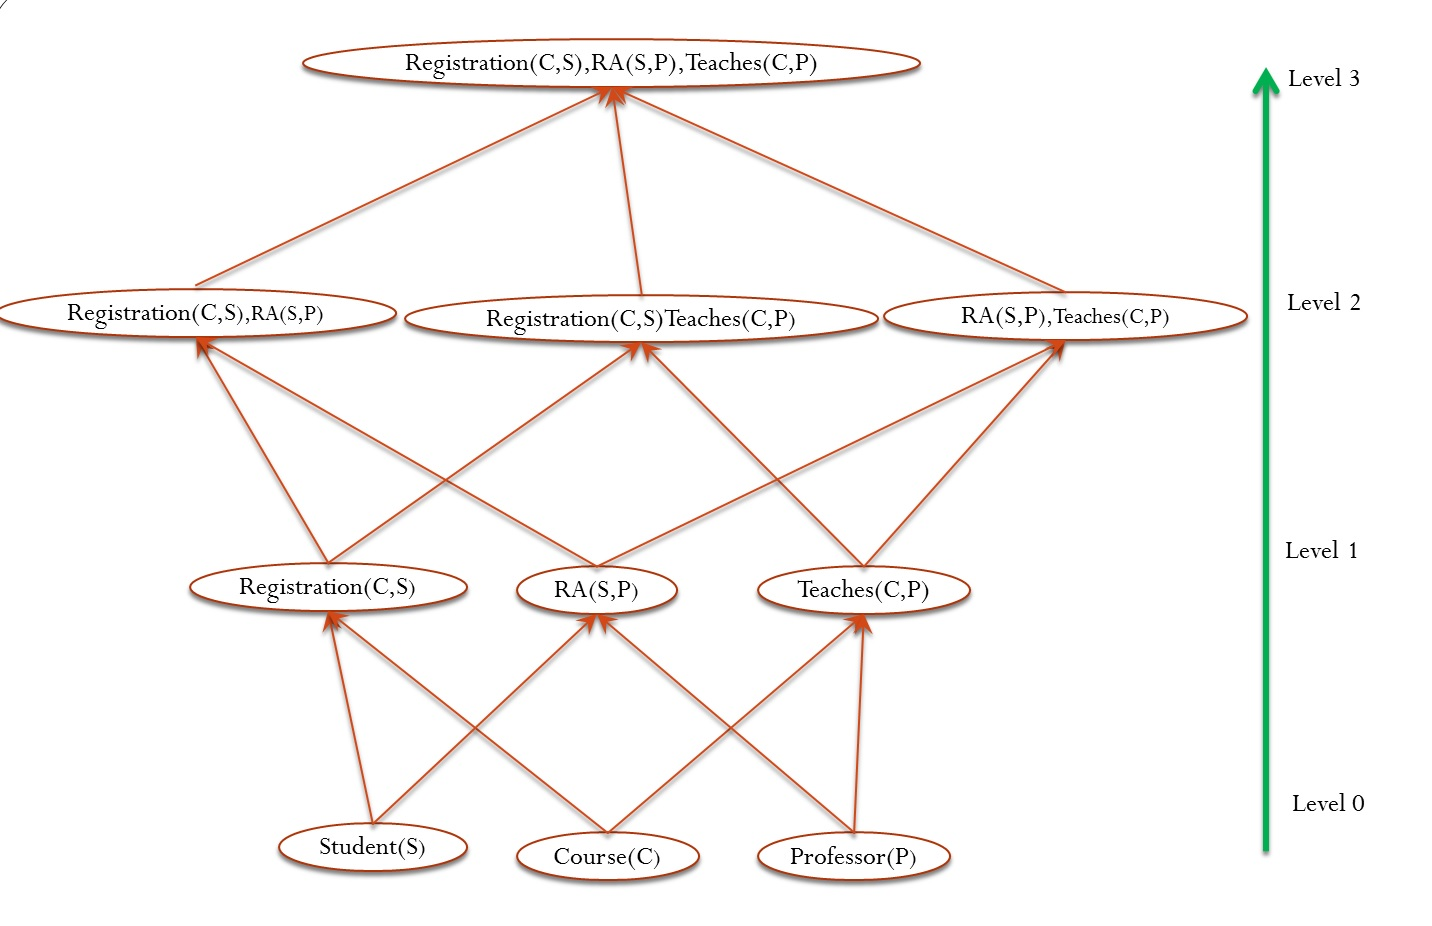 Registration(C,S),RA(S,P),Teaches(C,P)
Level 3
Registration(C,S),RA(S,P)
Registration(C,S)Teaches(C,P)
RA(S,P),Teaches(C,P)
Level 2
Registration(C,S)
RA(S,P)
Teaches(C,P)
Level 1
Student(S)
Course(C)
Professor(P)
Level 0